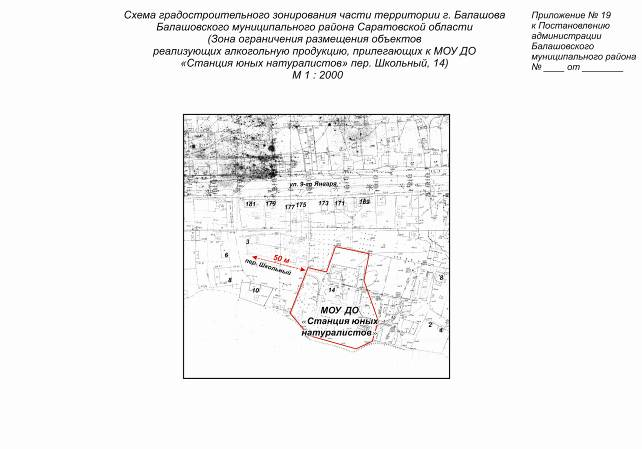 Схема градостроительного зонирования части территории г. Балашова
Балашовского муниципального района Саратовской области
(Зона ограничения размещения объектов
реализующих алкогольную продукцию, прилегающих к МОУ ДО
«Станция юных натуралистов» пер. Школьный, 14)
М 1 : 2000
Приложение № 19
к Постановлению
администрации
Балашовского
муниципального района
№ ____ от ________
ул. 9-го Января
181 179 177 175 173 171 169
3
6
50 м
пер. Школьный
8
10
14
8
МОУ ДО
«Станция юных
натуралистов»
2
4